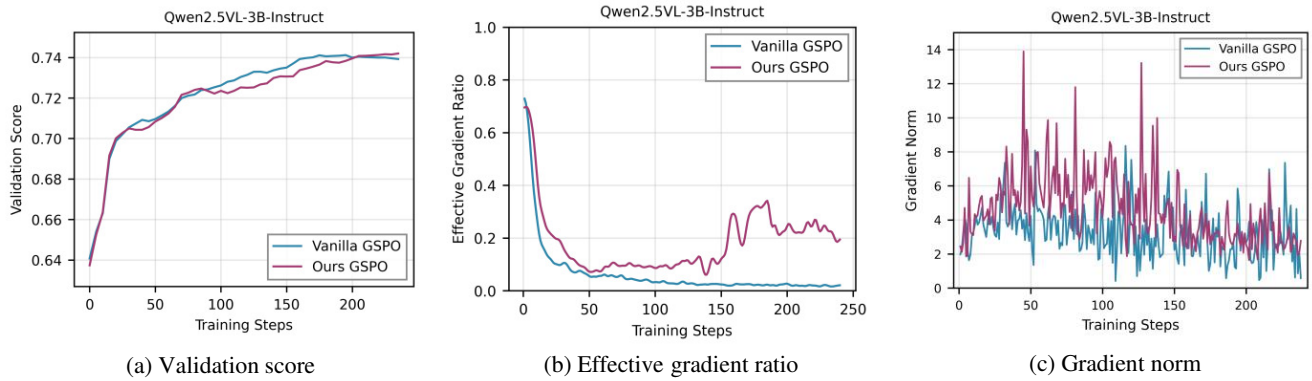 Qwen2.5VL-3B-Instruct
0.74
0.72
0.70
0.68
0.66
0.64
Validation Score
Vanilla GSPO
Ours GSPO
0
50
100
150
200
Training Steps
(a) Validation score
Qwen2.5VL-3B-Instruct
1.0
0.8
0.6
0.4
0.2
0.0
Effective Gradient Ratio
Vanilla GSPO
Ours GSPO
0
50
100
150
200
250
Training Steps
(b) Effective gradient ratio
Qwen2.5VL-3B-Instruct
14
12
10
8
6
4
2
0
Gradient Norm
Vanilla GSPO
Ours GSPO
0
50
100
150
200
Training Steps
(c) Gradient norm